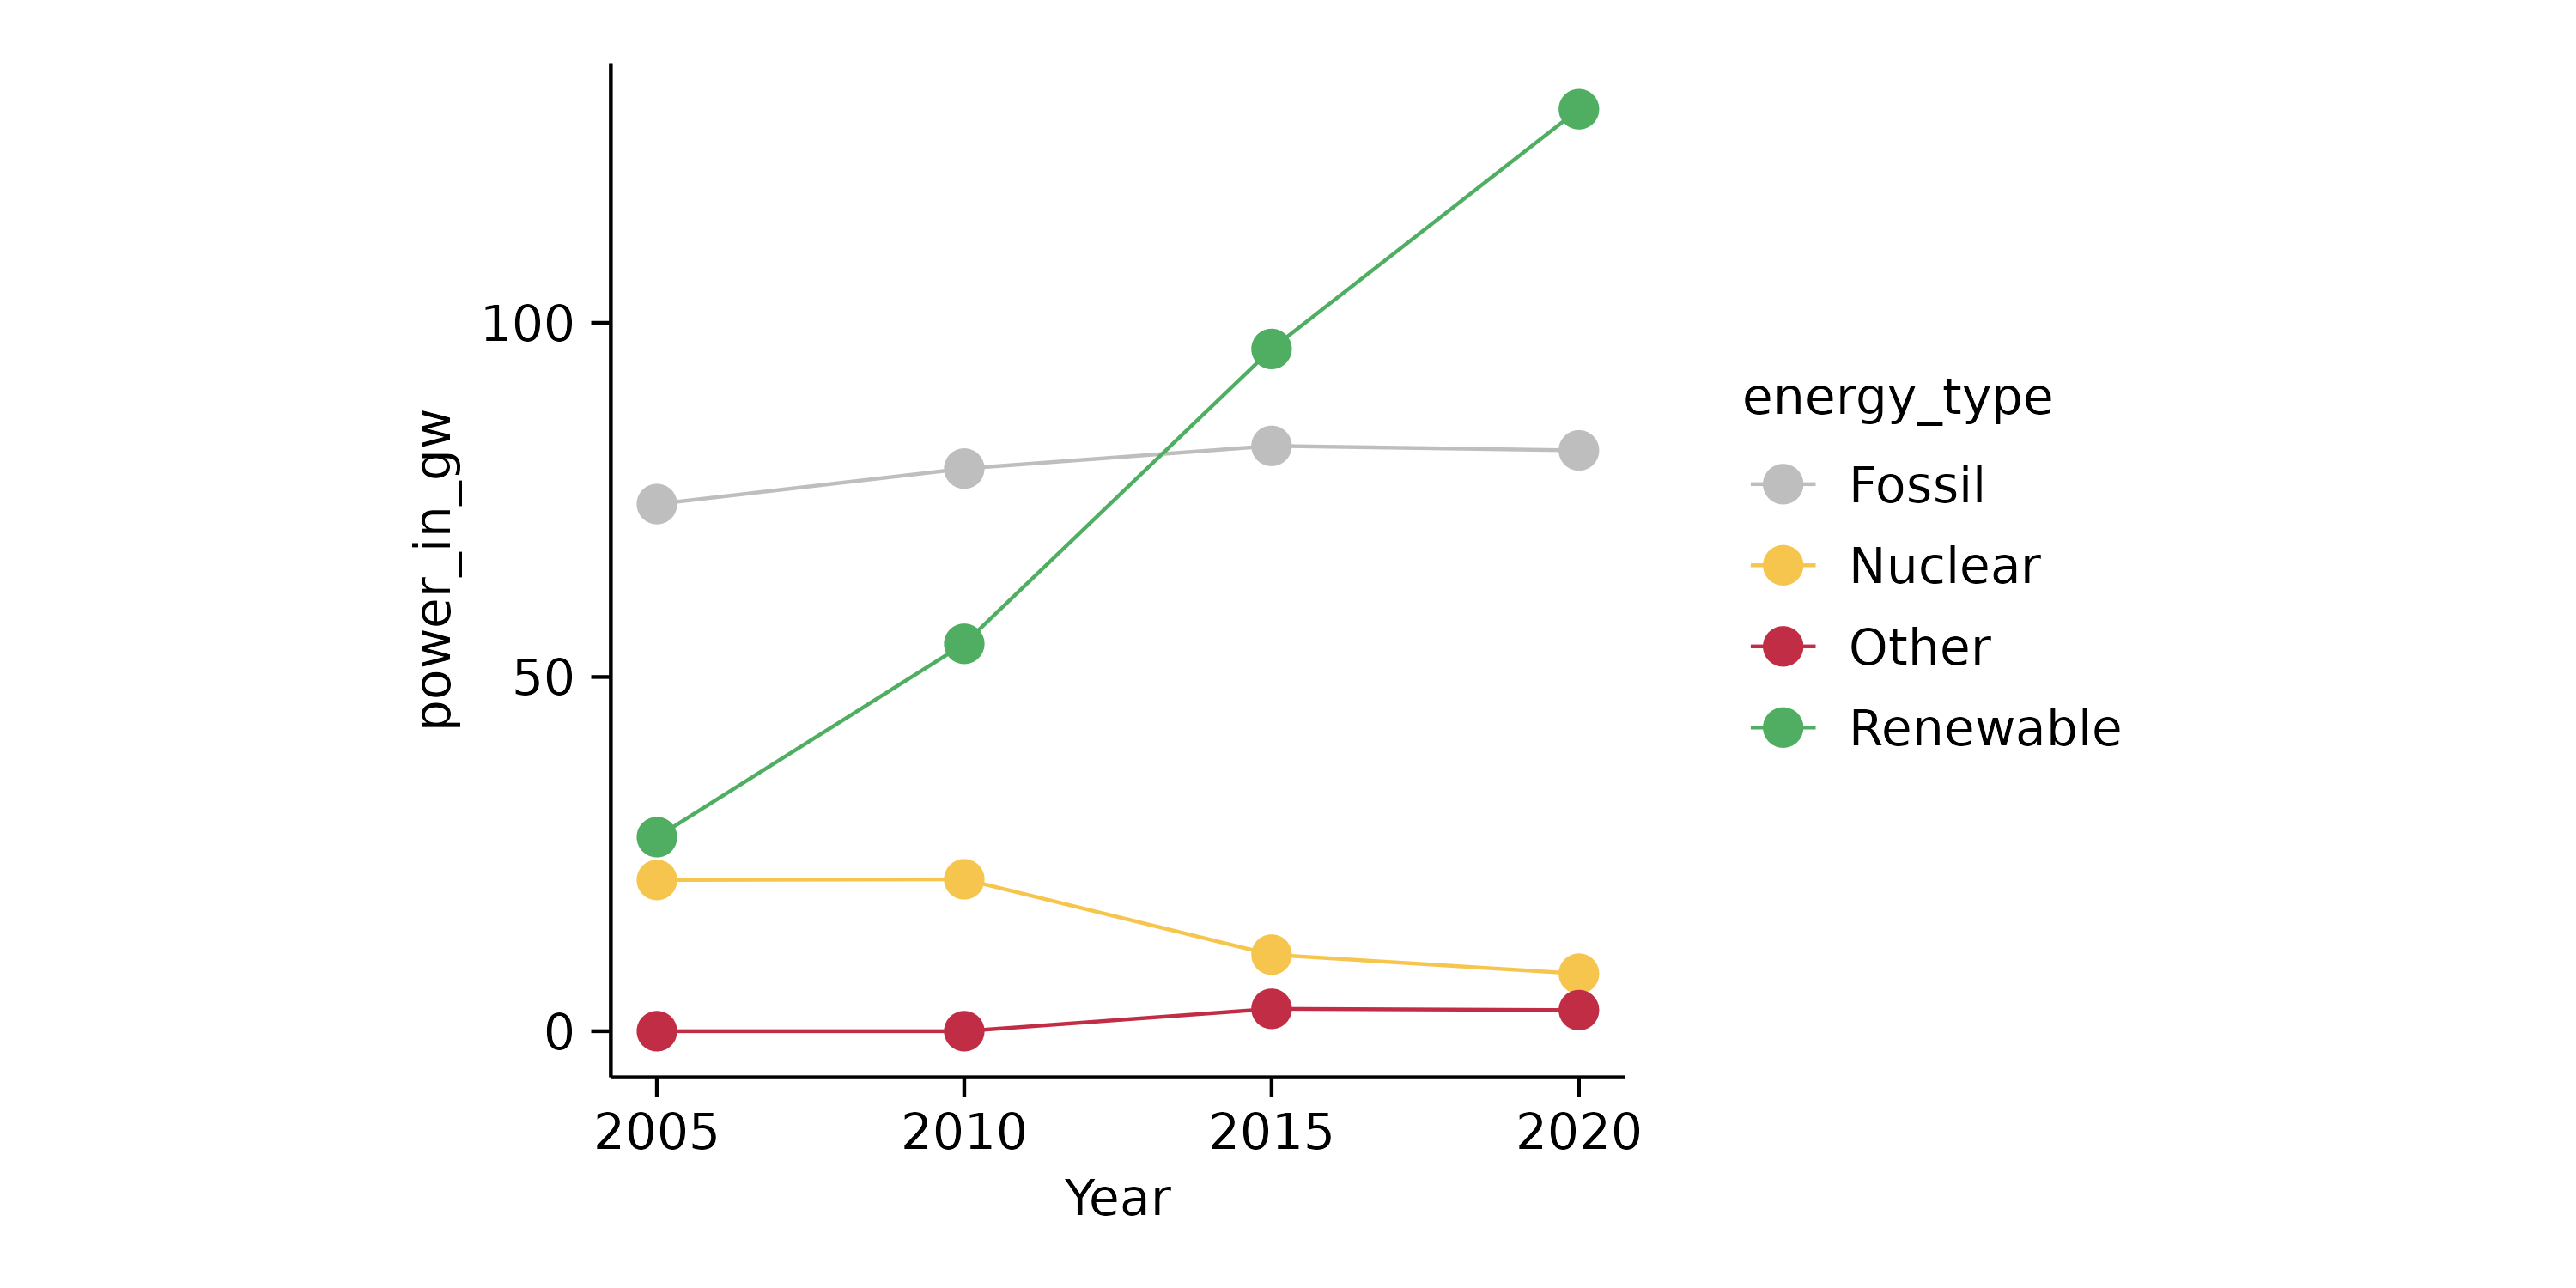 power_in_gw
100
50
0
2005 2010 2015 2020
Year
energy_type
Fossil
Nuclear
Other
Renewable